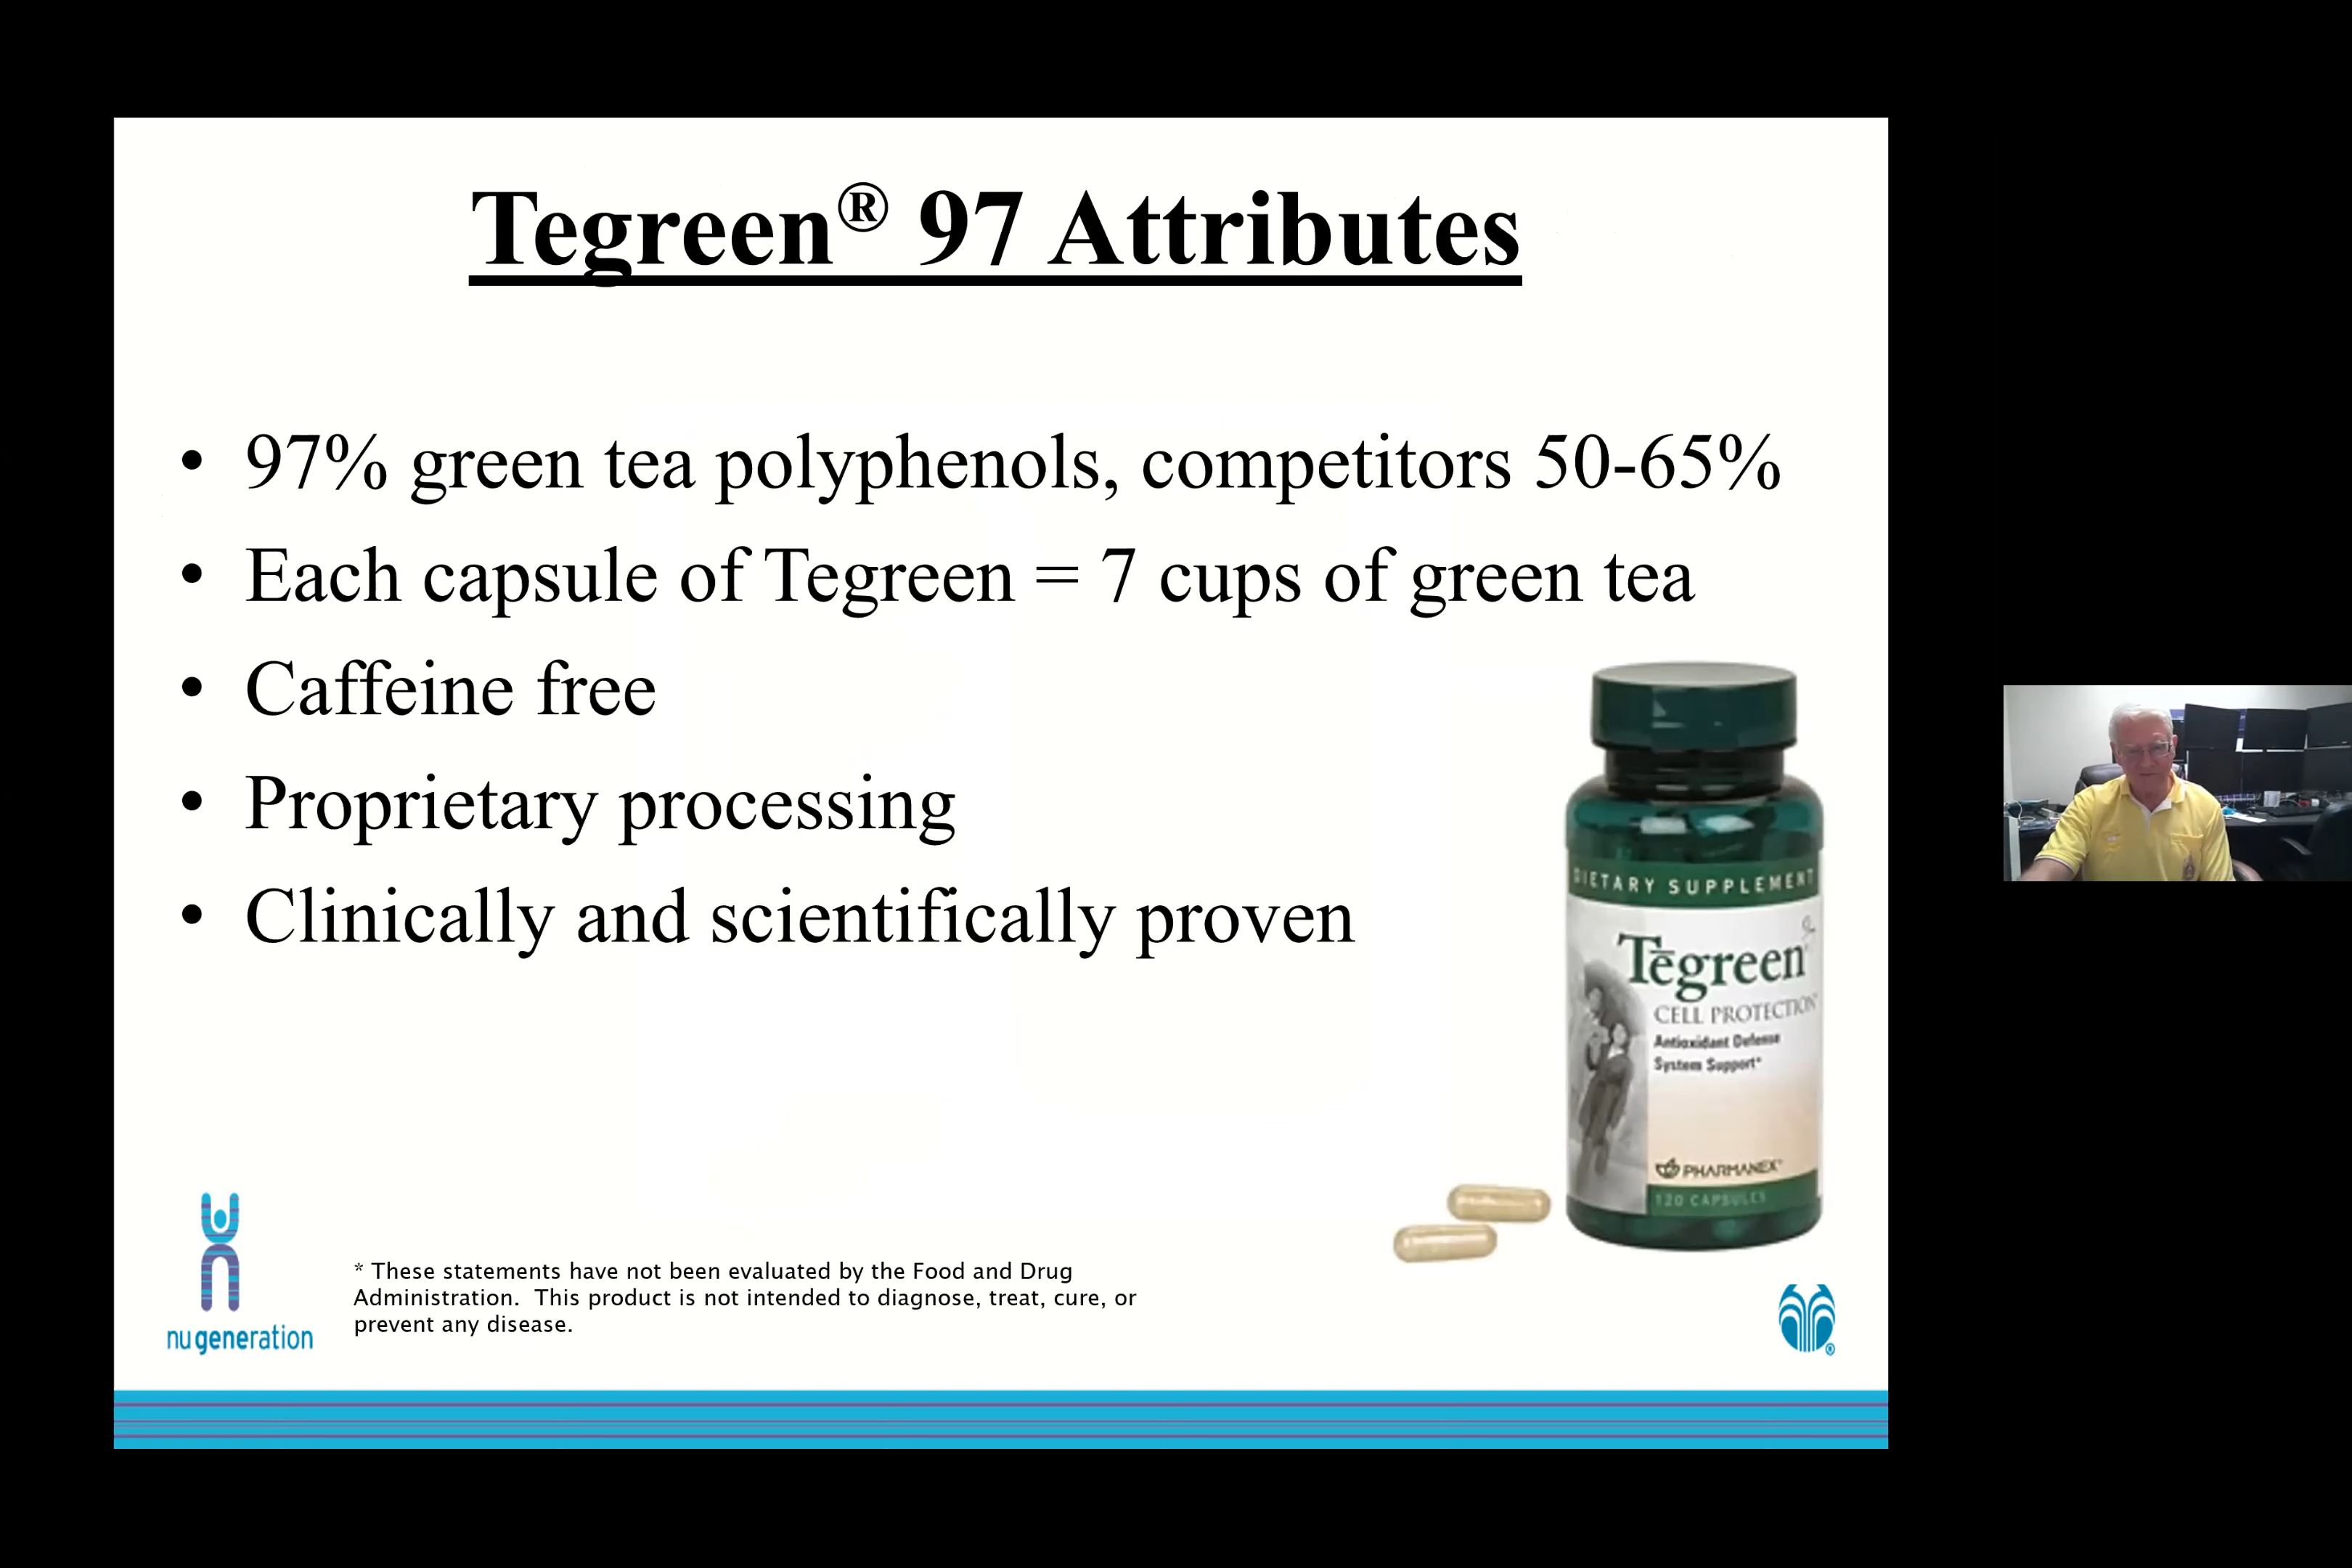 Tegreen® 97 Attributes
• 97% green tea polyphenols, competitors 50-65%
• Each capsule of Tegreen = 7 cups of green tea
• Caffeine free
• Proprietary processing
• Clinically and scientifically proven
DIETARY SUPPLEMENT
Tēgreen
CELL PROTECTION
Antioxidant Defense
System Support*
PHARMANEX
120 CAPSULES
* These statements have not been evaluated by the Food and Drug
Administration. This product is not intended to diagnose, treat, cure, or
prevent any disease.
nu generation
®